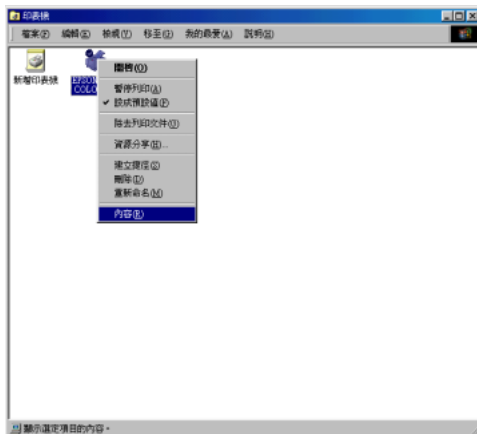 印表機
檔案(F) 編輯(E) 檢視(V) 移至(G) 我的最愛(A) 說明(H)
新增印表機
EPSON
COLO
開啟(O)
暫停列印(A)
設成預設值(F)
除去列印文件(U)
資源分享(H)...
建立捷徑(S)
刪除(D)
重新命名(M)
內容(R)
顯示選定項目的內容。